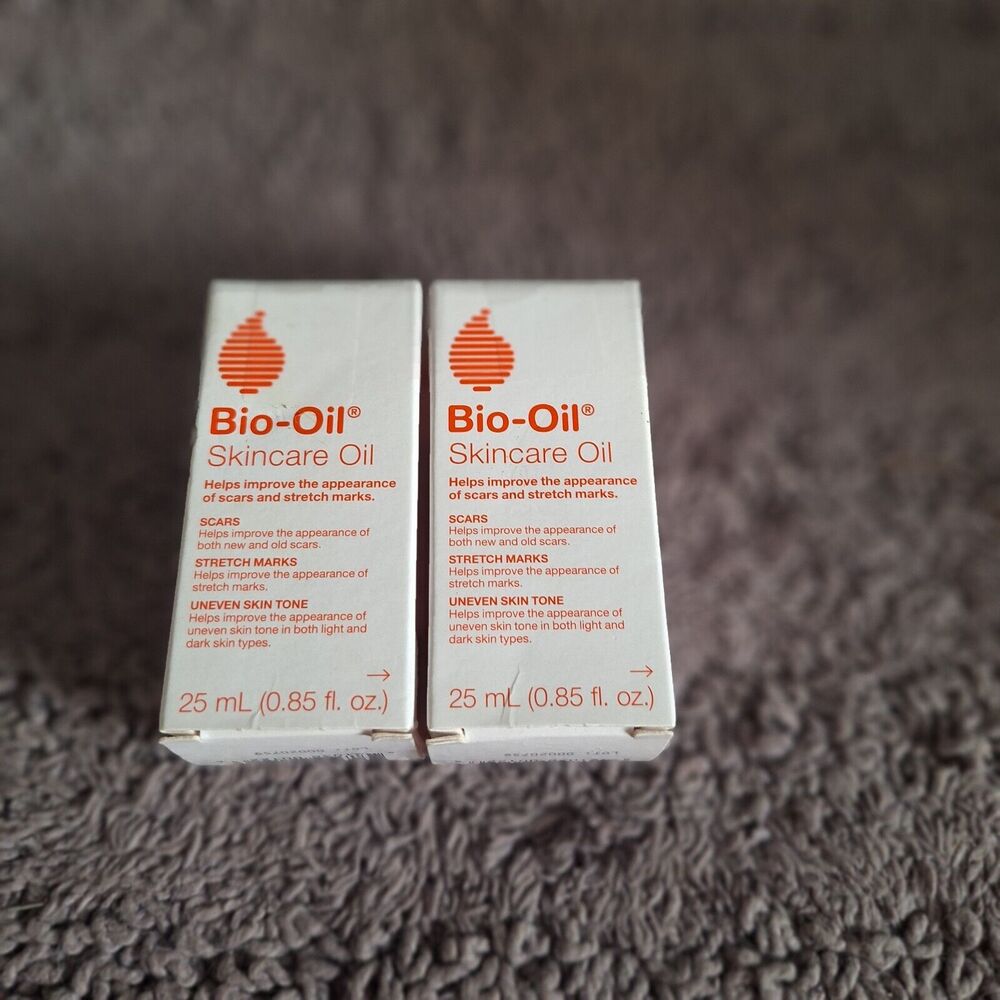 Bio-Oil®
Skincare Oil
Helps improve the appearance
of scars and stretch marks.
SCARS
Helps improve the appearance of
both new and old scars.
STRETCH MARKS
Helps improve the appearance of
stretch marks.
UNEVEN SKIN TONE
Helps improve the appearance of
uneven skin tone in both light and
dark skin types.
→
25 mL (0.85 fl. oz.)
Bio-Oil®
Skincare Oil
Helps improve the appearance
of scars and stretch marks.
SCARS
Helps improve the appearance of
both new and old scars.
STRETCH MARKS
Helps improve the appearance of
stretch marks.
UNEVEN SKIN TONE
Helps improve the appearance of
uneven skin tone in both light and
dark skin types.
→
25 mL (0.85 fl. oz.)